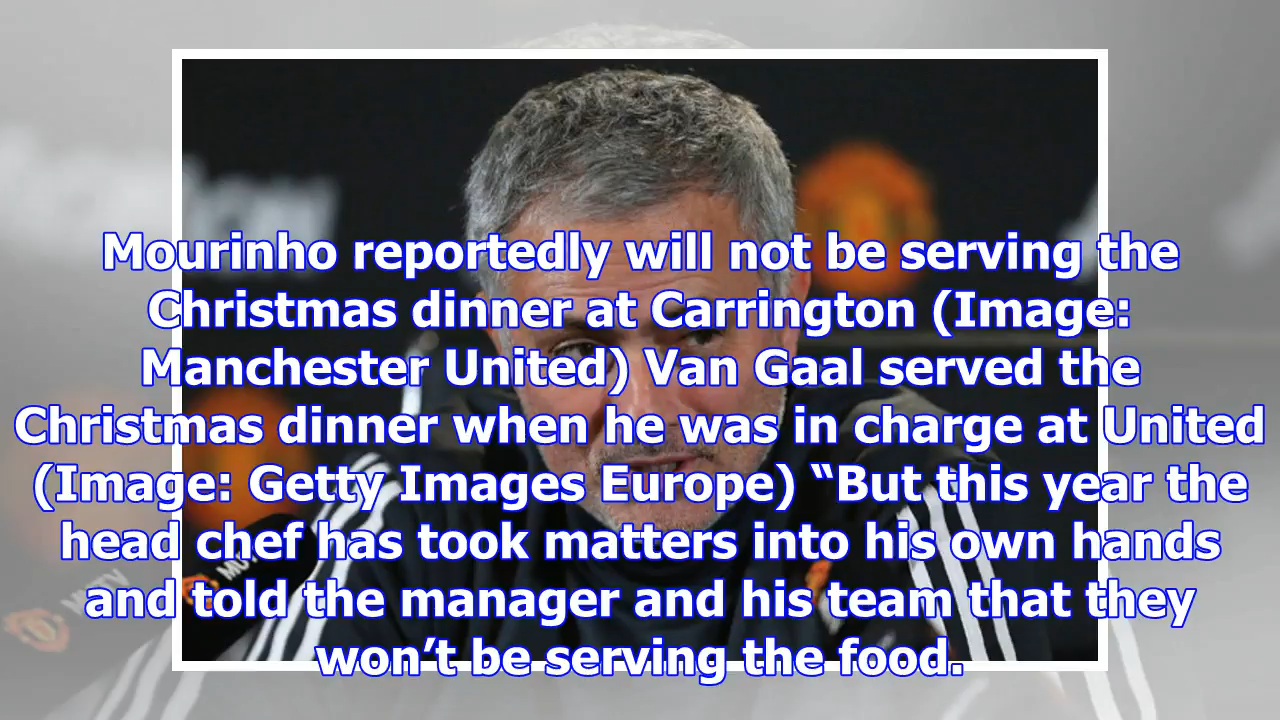 Mourinho reportedly will not be serving the
Christmas dinner at Carrington (Image:
Manchester United) Van Gaal served the
Christmas dinner when he was in charge at United
(Image: Getty Images Europe) “But this year the
head chef has took matters into his own hands
and told the manager and his team that they
won’t be serving the food.
MUTV